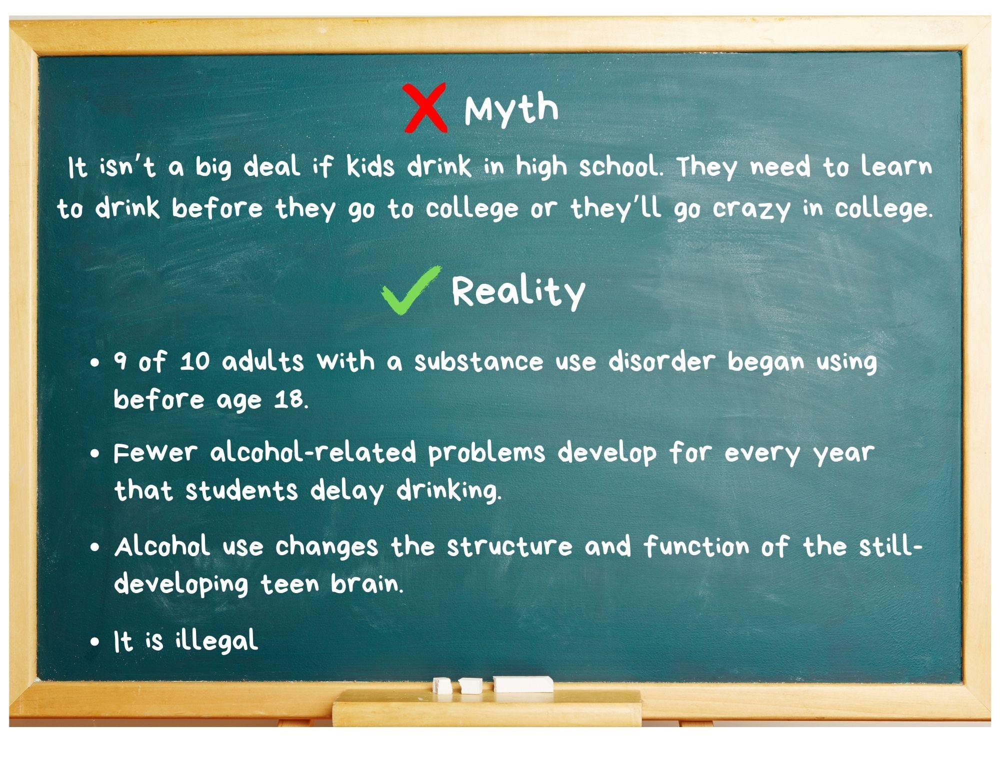 Myth
It isn't a big deal if kids drink in high school. They need to learn
to drink before they go to college or they'll go crazy in college.
Reality
• 9 of 10 adults with a substance use disorder began using
before age 18.
• Fewer alcohol-related problems develop for every year
that students delay drinking.
• Alcohol use changes the structure and function of the still-
developing teen brain.
• It is illegal